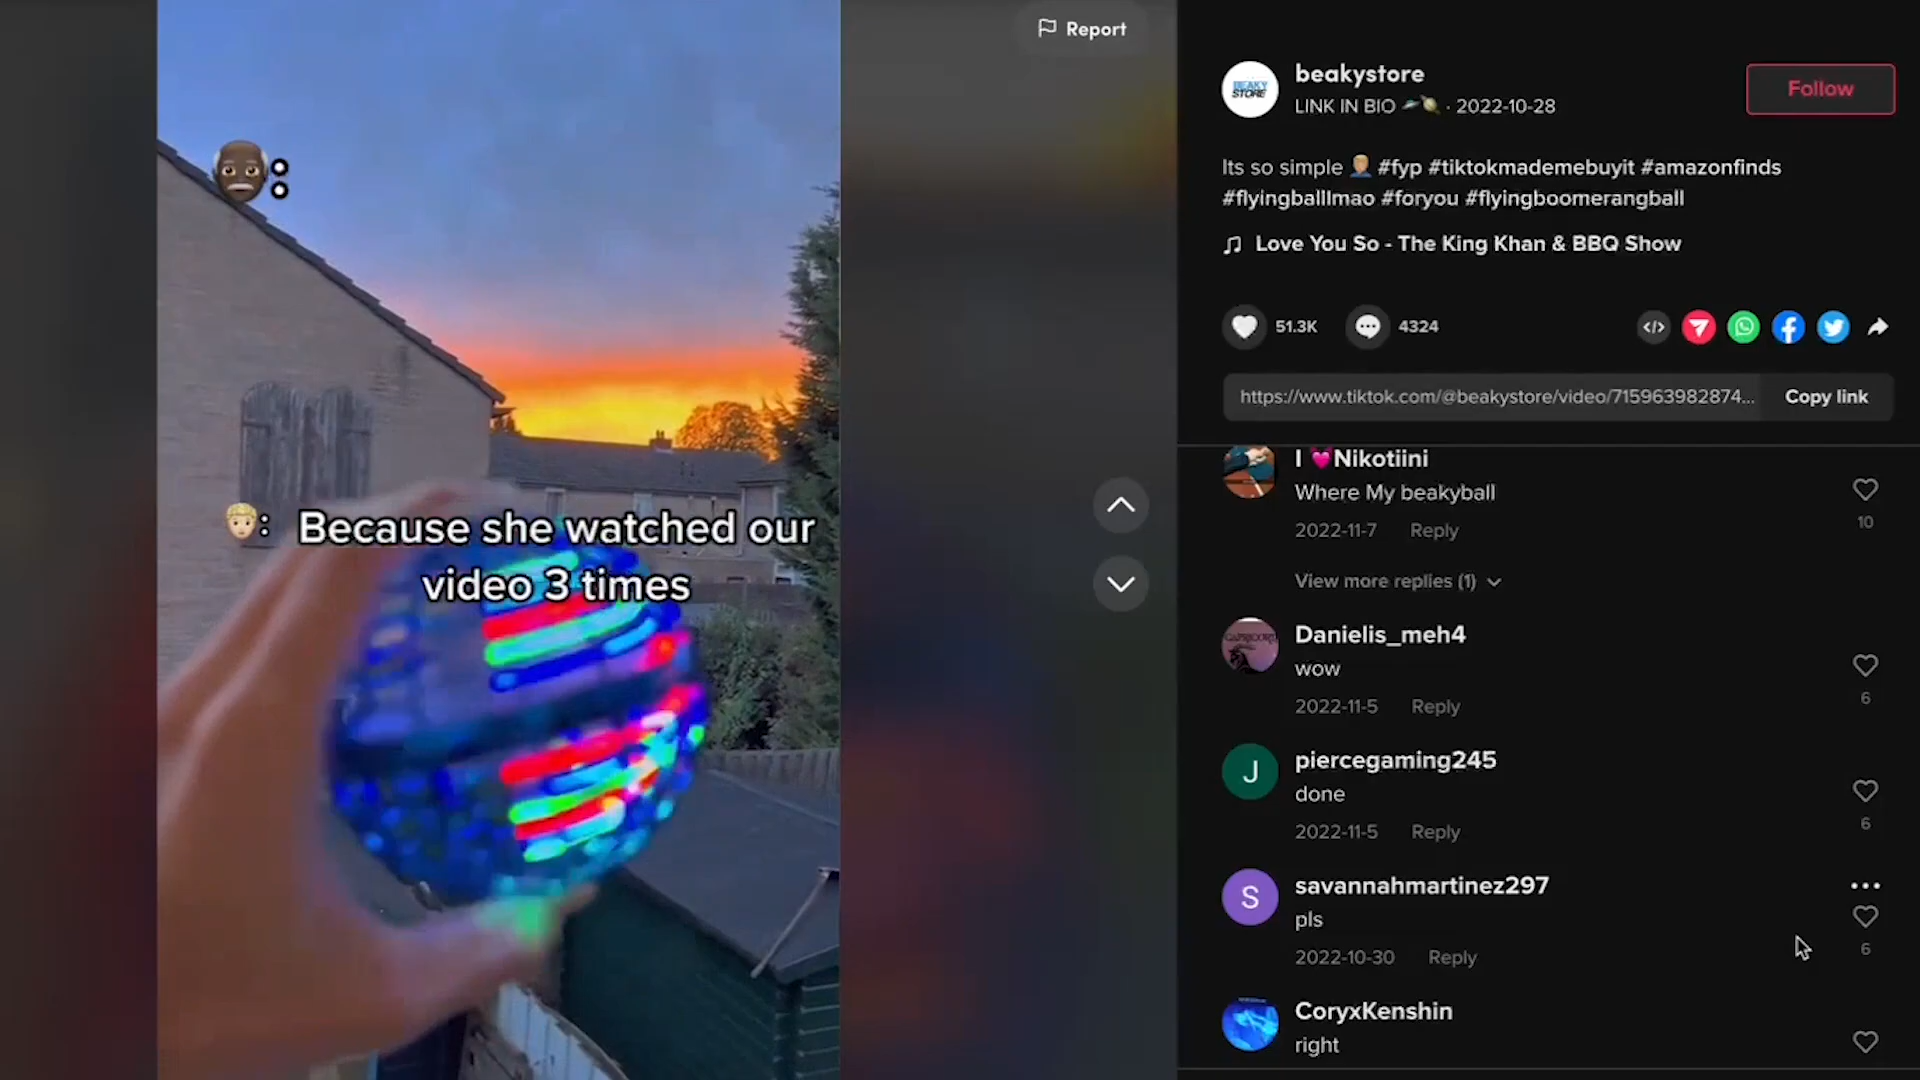 Report
:
: Because she watched our
video 3 times
BEAKY
STORE
beakystore
LINK IN BIO · 2022-10-28
Follow
Its so simple #fyp #tiktokmademebuyit #amazonfinds
#flyingballlmao #foryou #flyingboomerangball
Love You So - The King Khan & BBQ Show
51.3K
4324
</>
https://www.tiktok.com/@beakystore/video/715963982874...
Copy link
I 💗Nikotiini
Where My beakyball
2022-11-7 Reply
10
View more replies (1)
Danielis_meh4
wow
2022-11-5 Reply
6
J
piercegaming245
done
2022-11-5 Reply
6
S
savannahmartinez297
pls
2022-10-30 Reply
6
CoryxKenshin
right